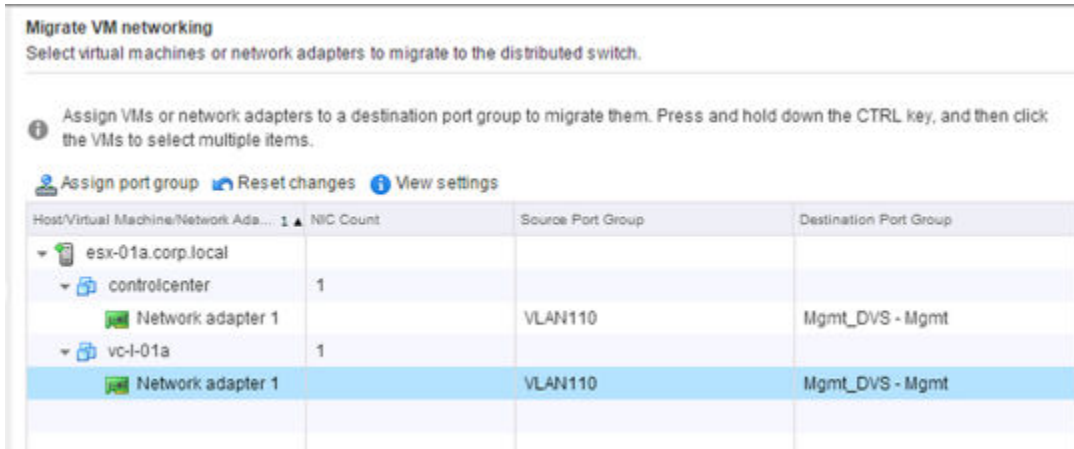 Migrate VM networking
Select virtual machines or network adapters to migrate to the distributed switch.
Assign VMs or network adapters to a destination port group to migrate them. Press and hold down the CTRL key, and then click
the VMs to select multiple items.
Assign port group Reset changes View settings
Host/Virtual Machine/Network Ada... 1 ▲ NIC Count Source Port Group Destination Port Group
esx-01a.corp.local
controlcenter 1
Network adapter 1 VLAN110 Mgmt_DVS - Mgmt
vc-l-01a 1
Network adapter 1 VLAN110 Mgmt_DVS - Mgmt